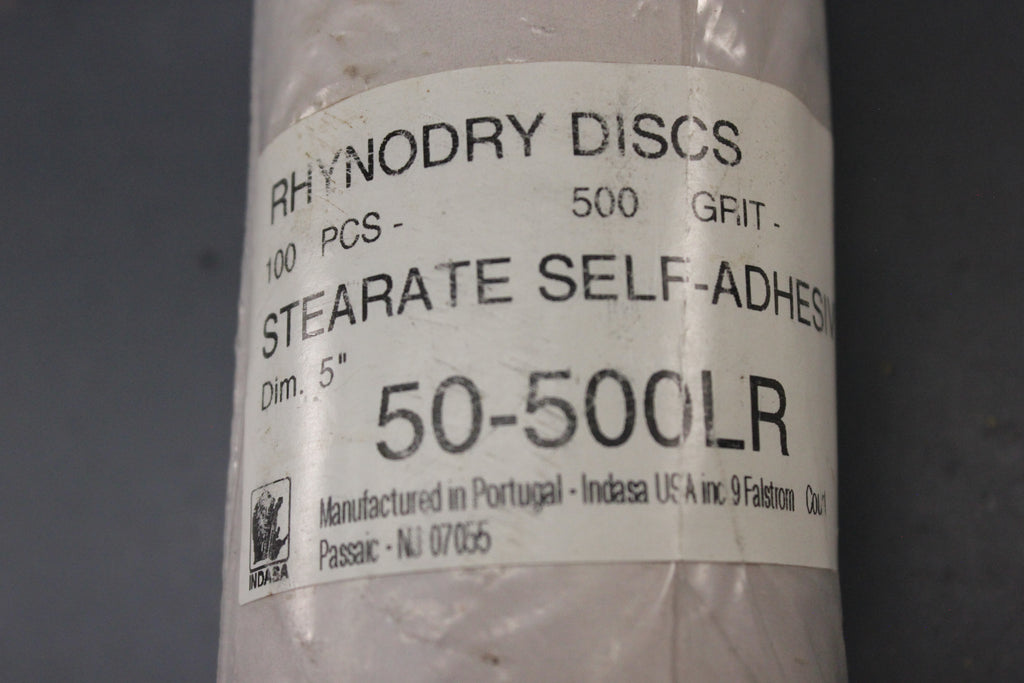 RHYNODRY DISCS
100 PCS - 500 GRIT -
STEARATE SELF-ADHESIV
Dim. 5"
50-500LR
Manufactured in Portugal - Indasa USA inc 9 Falstrom Court
Passaic - NJ 07055
INDASA